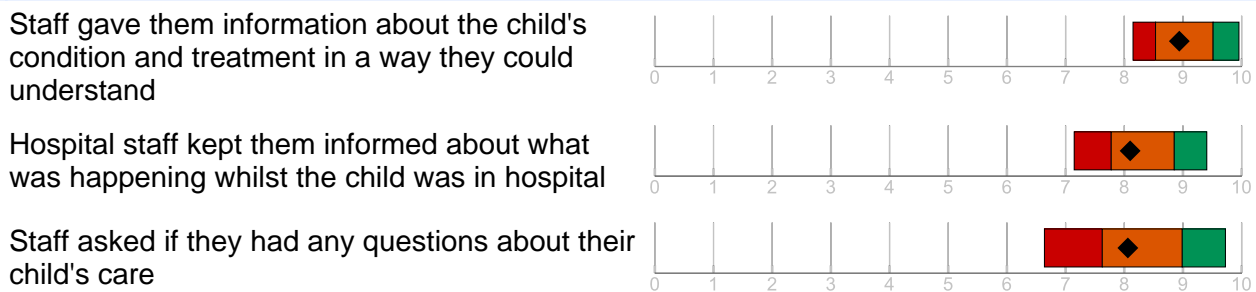 Staff gave them information about the child's
condition and treatment in a way they could
understand
0 1 2 3 4 5 6 7 8 9 10
Hospital staff kept them informed about what
was happening whilst the child was in hospital
0 1 2 3 4 5 6 7 8 9 10
Staff asked if they had any questions about their
child's care
0 1 2 3 4 5 6 7 8 9 10